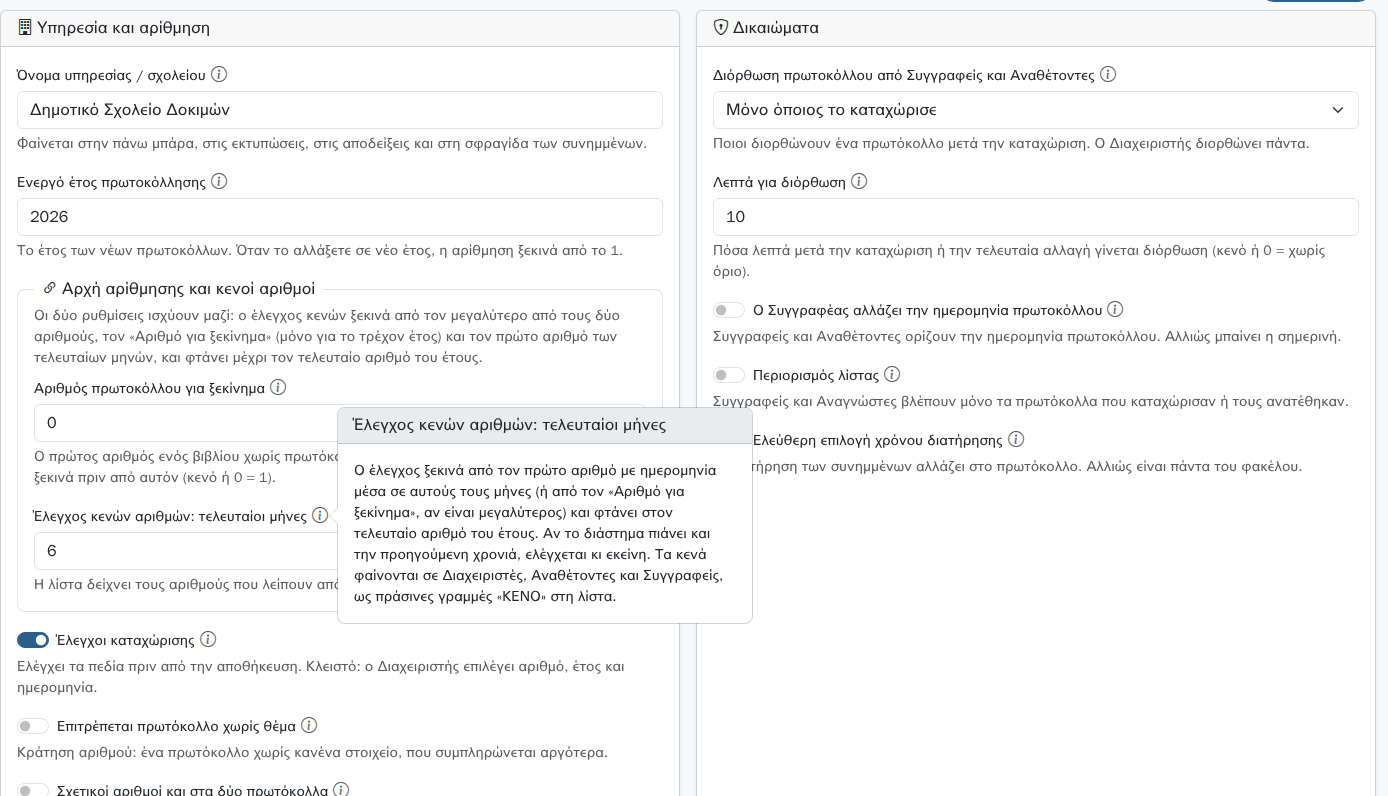 Υπηρεσία και αρίθμηση
Όνομα υπηρεσίας / σχολείου
Δημοτικό Σχολείο Δοκιμών
Φαίνεται στην πάνω μπάρα, στις εκτυπώσεις, στις αποδείξεις και στη σφραγίδα των συνημμένων.
Ενεργό έτος πρωτοκόλλησης
2026
Το έτος των νέων πρωτοκόλλων. Όταν το αλλάξετε σε νέο έτος, η αρίθμηση ξεκινά από το 1.
Αρχή αρίθμησης και κενοί αριθμοί
Οι δύο ρυθμίσεις ισχύουν μαζί: ο έλεγχος κενών ξεκινά από τον μεγαλύτερο από τους δύο
αριθμούς, τον «Αριθμό για ξεκίνημα» (μόνο για το τρέχον έτος) και τον πρώτο αριθμό των
τελευταίων μηνών, και φτάνει μέχρι τον τελευταίο αριθμό του έτους.
Αριθμός πρωτοκόλλου για ξεκίνημα
0
Ο πρώτος αριθμός ενός βιβλίου χωρίς
ξεκινά πριν από αυτόν (κενό ή 0 = 1).
Έλεγχος κενών αριθμών: τελευταίοι μήνες
6
Η λίστα δείχνει τους αριθμούς που λείπουν
Έλεγχος κενών αριθμών: τελευταίοι μήνες
Ο έλεγχος ξεκινά από τον πρώτο αριθμό με ημερομηνία
μέσα σε αυτούς τους μήνες (ή από τον «Αριθμό για
ξεκίνημα», αν είναι μεγαλύτερος) και φτάνει στον
τελευταίο αριθμό του έτους. Αν το διάστημα πιάνει και
την προηγούμενη χρονιά, ελέγχεται κι εκείνη. Τα κενά
φαίνονται σε Διαχειριστές, Αναθέτοντες και Συγγραφείς,
ως πράσινες γραμμές «ΚΕΝΟ» στη λίστα.
Έλεγχοι καταχώρισης
Ελέγχει τα πεδία πριν από την αποθήκευση. Κλειστό: ο Διαχειριστής επιλέγει αριθμό, έτος και
ημερομηνία.
Επιτρέπεται πρωτόκολλο χωρίς θέμα
Κράτηση αριθμού: ένα πρωτόκολλο χωρίς κανένα στοιχείο, που συμπληρώνεται αργότερα.
Σχετικοί αριθμοί και στα δύο πρωτόκολλα
Δικαιώματα
Διόρθωση πρωτοκόλλου από Συγγραφείς και Αναθέτοντες
Μόνο όποιος το καταχώρισε
Ποιοι διορθώνουν ένα πρωτόκολλο μετά την καταχώριση. Ο Διαχειριστής διορθώνει πάντα.
Λεπτά για διόρθωση
10
Πόσα λεπτά μετά την καταχώριση ή την τελευταία αλλαγή γίνεται διόρθωση (κενό ή 0 = χωρίς
όριο).
Ο Συγγραφέας αλλάζει την ημερομηνία πρωτοκόλλου
Συγγραφείς και Αναθέτοντες ορίζουν την ημερομηνία πρωτοκόλλου. Αλλιώς μπαίνει η σημερινή.
Περιορισμός λίστας
Συγγραφείς και Αναγνώστες βλέπουν μόνο τα πρωτόκολλα που καταχώρισαν ή τους ανατέθηκαν.
Ελεύθερη επιλογή χρόνου διατήρησης
των συνημμένων αλλάζει στο πρωτόκολλο. Αλλιώς είναι πάντα του φακέλου.